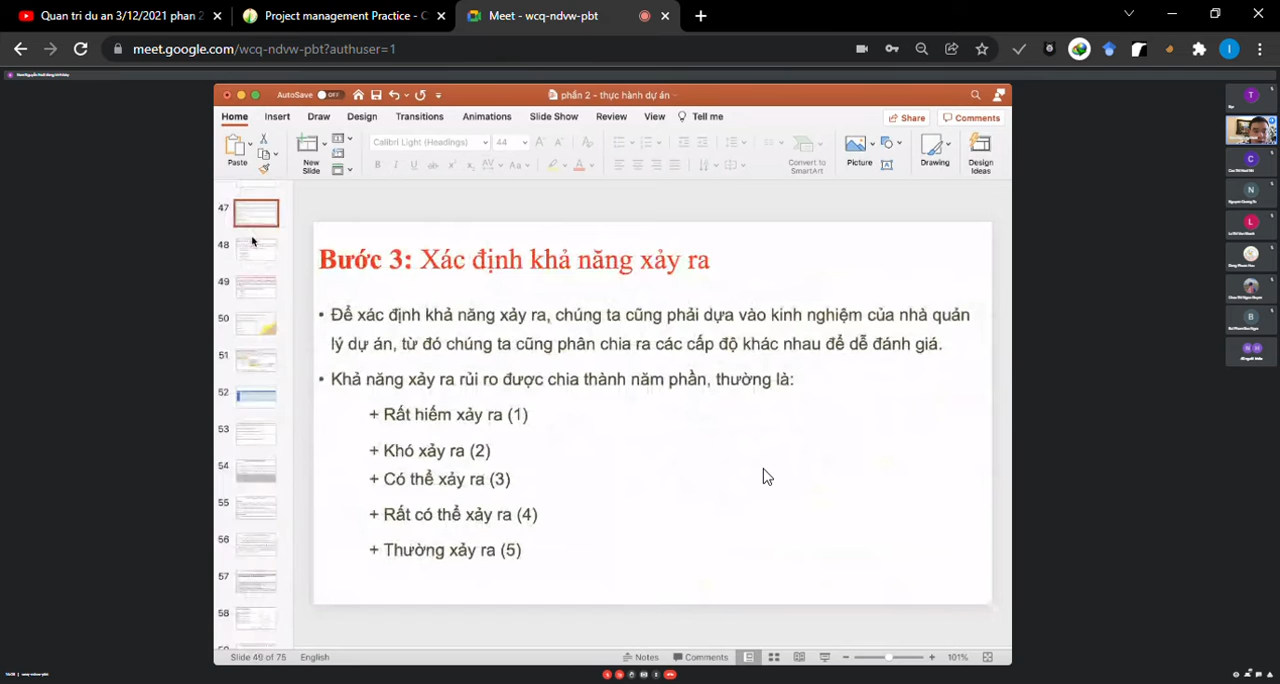 Quan tri du an 3/12/2021 phan 2
Project management Practice - C
Meet - wcq-ndvw-pbt
meet.google.com/wcq-ndvw-pbt?authuser=1
I
AutoSave OFF
phần 2 - thực hành dự án
Home Insert Draw Design Transitions Animations Slide Show Review View Tell me
Share Comments
Paste
New Slide
Calibri Light (Headings) 44
Convert to SmartArt
Picture
Drawing
Design Ideas
47
48
49
50
51
52
53
54
55
56
57
58
Bước 3: Xác định khả năng xảy ra
• Để xác định khả năng xảy ra, chúng ta cũng phải dựa vào kính nghiệm của nhà quản
lý dự án, từ đó chúng ta cũng phân chia ra các cấp độ khác nhau để dễ đánh giá.
• Khả năng xảy ra rủi ro được chia thành năm phần, thường là:
+ Rất hiếm xảy ra (1)
+ Khó xảy ra (2)
+ Có thể xảy ra (3)
+ Rất có thể xảy ra (4)
+ Thường xảy ra (5)
Slide 49 of 75 English
Notes Comments
101%
T
C
N
L
B
N N